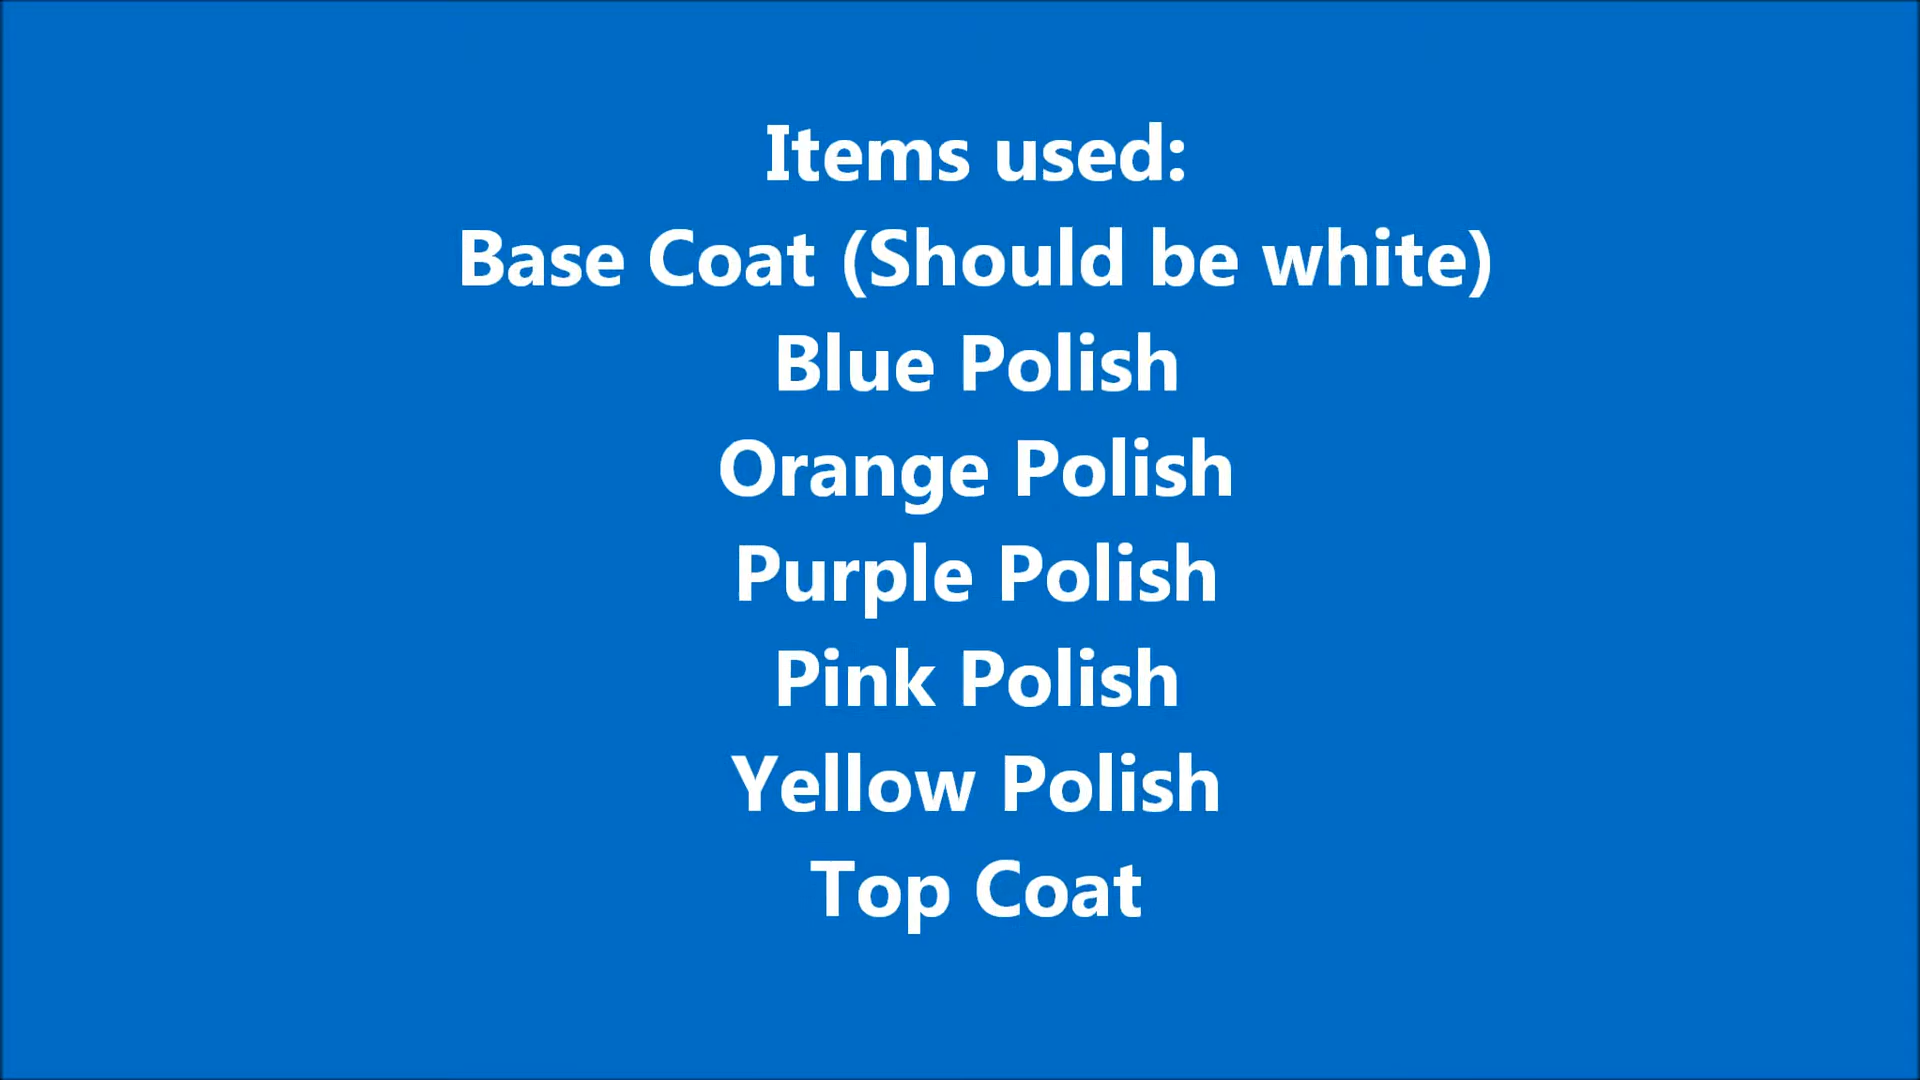 Items used:
Base Coat (Should be white)
Blue Polish
Orange Polish
Purple Polish
Pink Polish
Yellow Polish
Top Coat